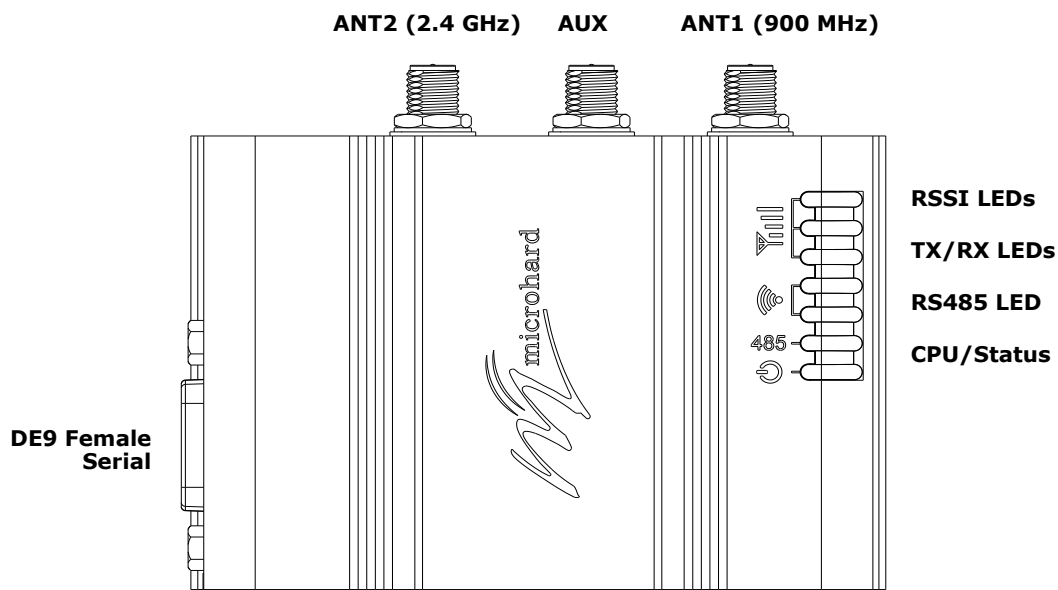 ANT2 (2.4 GHz) AUX ANT1 (900 MHz)
RSSI LEDs
TX/RX LEDs
RS485 LED
CPU/Status
485
microhard
DE9 Female
Serial